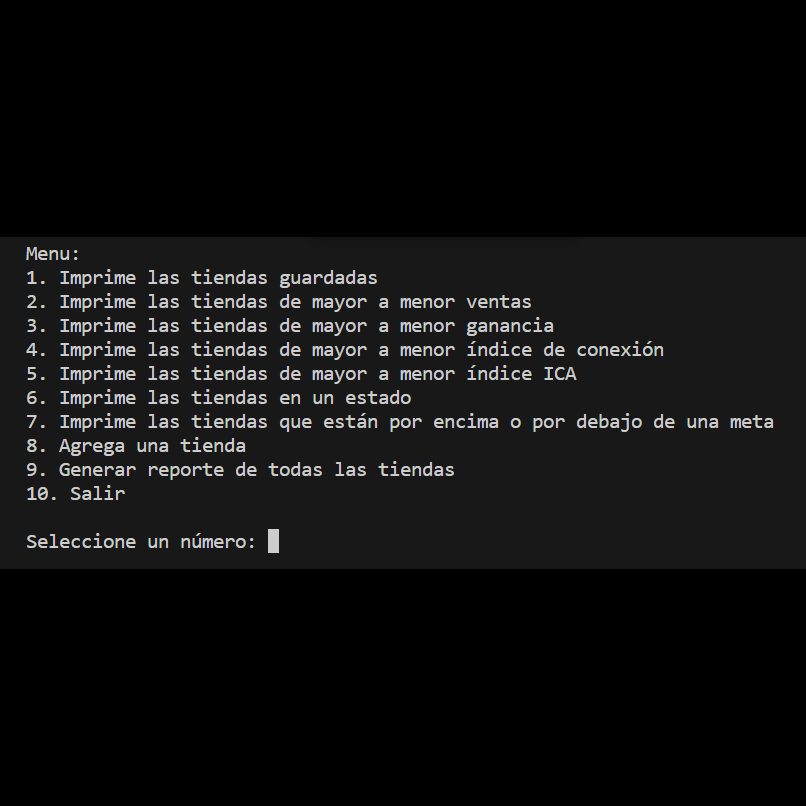 Menu:
1. Imprime las tiendas guardadas
2. Imprime las tiendas de mayor a menor ventas
3. Imprime las tiendas de mayor a menor ganancia
4. Imprime las tiendas de mayor a menor índice de conexión
5. Imprime las tiendas de mayor a menor índice ICA
6. Imprime las tiendas en un estado
7. Imprime las tiendas que están por encima o por debajo de una meta
8. Agrega una tienda
9. Generar reporte de todas las tiendas
10. Salir
Seleccione un número: